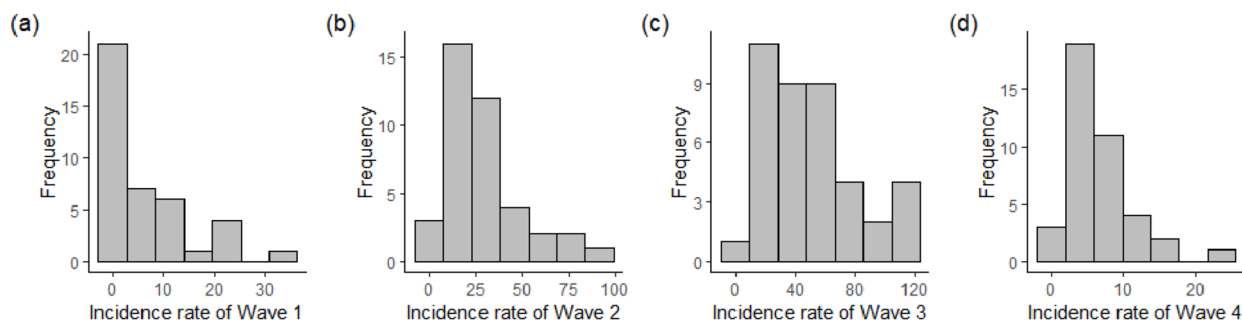 (a)
Frequency
20
15
10
5
0
0 10 20 30
Incidence rate of Wave 1
(b)
Frequency
15
10
5
0
0 25 50 75 100
Incidence rate of Wave 2
(c)
Frequency
9
6
3
0
0 40 80 120
Incidence rate of Wave 3
(d)
Frequency
15
10
5
0
0 10 20
Incidence rate of Wave 4